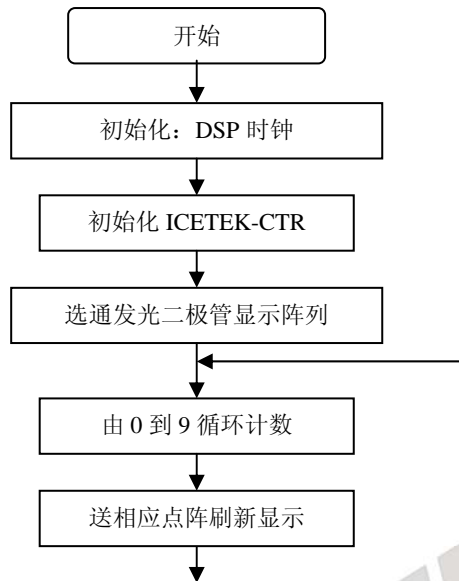 开始
初始化：DSP 时钟
初始化 ICETEK-CTR
选通发光二极管显示阵列
由 0 到 9 循环计数
送相应点阵刷新显示